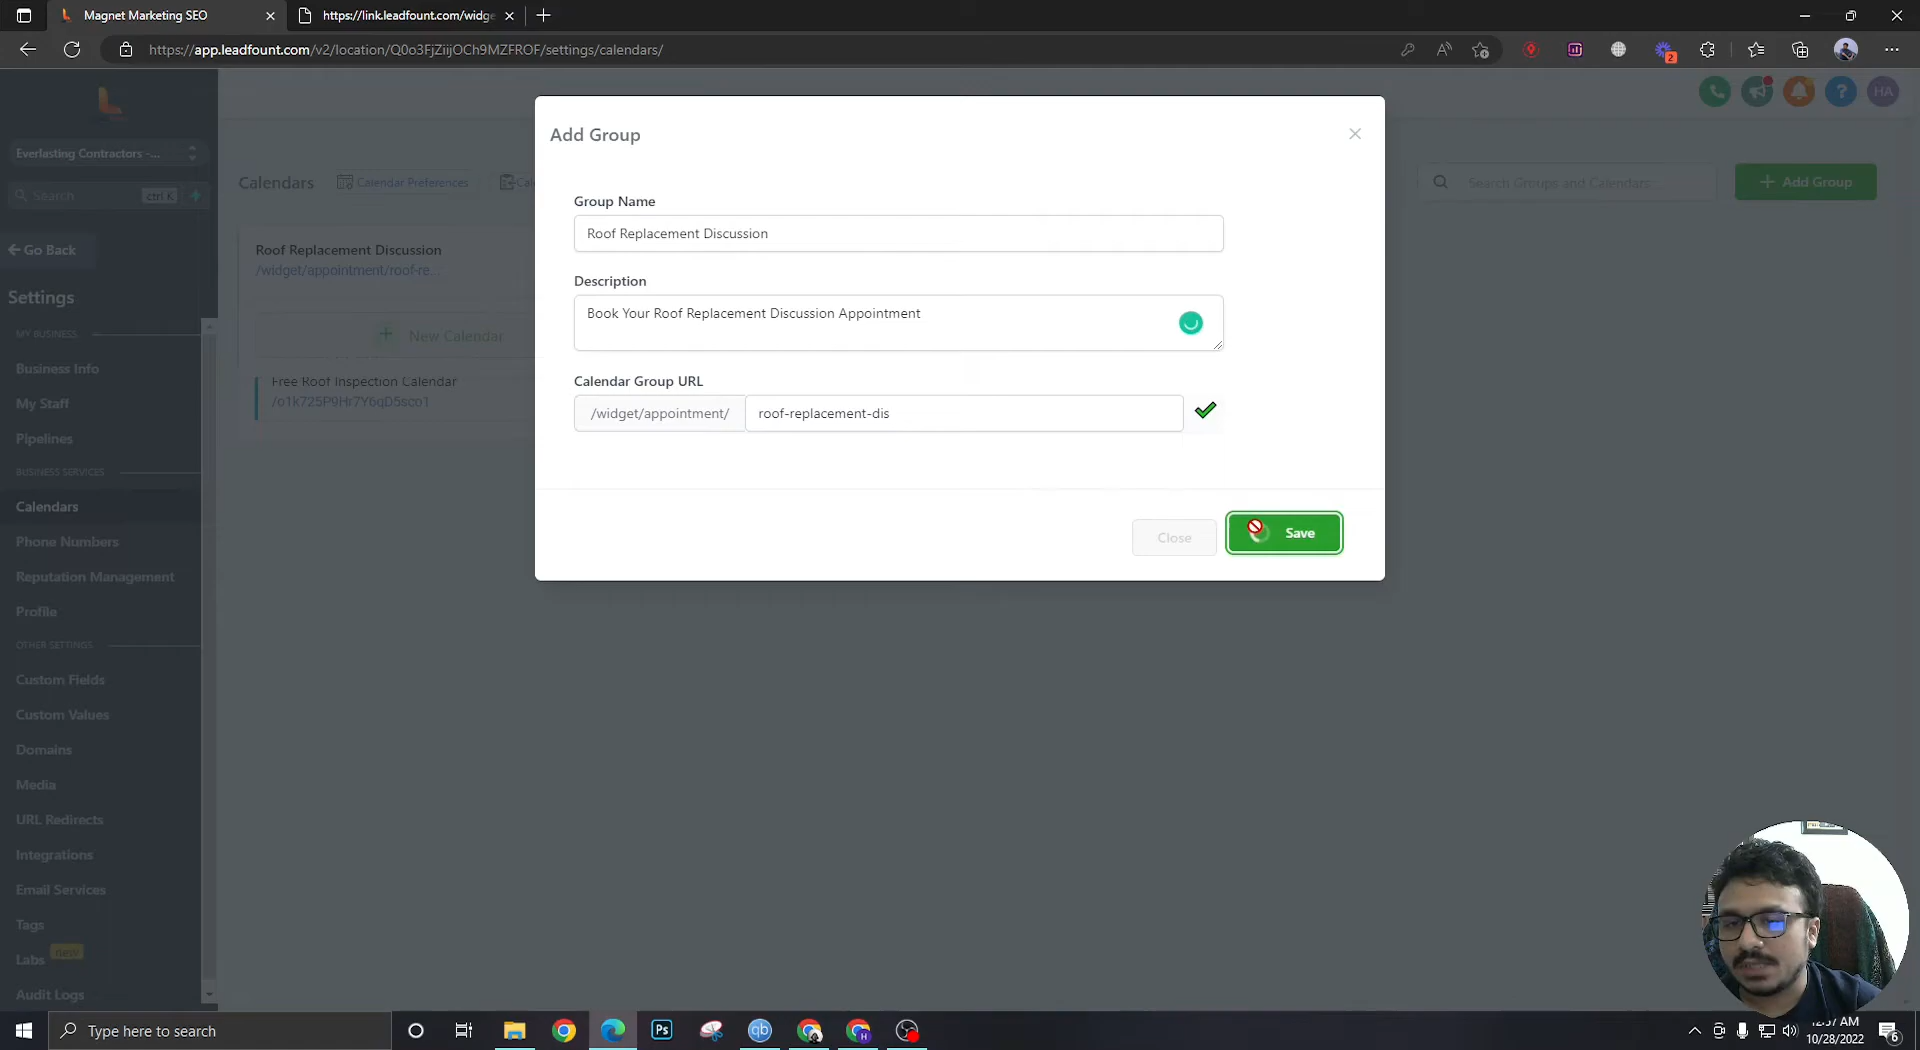 Magnet Marketing SEO
https://link.leadfount.com/widge
https://app.leadfount.com/v2/location/Q0o3FjZiijOCh9MZFROF/settings/calendars/
2
HA
Everlasting Contractors -...
Search
ctrl K
Go Back
Settings
MY BUSINESS
Business Info
My Staff
Pipelines
BUSINESS SERVICES
Calendars
Phone Numbers
Reputation Management
Profile
OTHER SETTINGS
Custom Fields
Custom Values
Domains
Media
URL Redirects
Integrations
Email Services
Tags
Labs new
Audit Logs
Calendars
Calendar Preferences
Search Groups and Calendars
+ Add Group
Roof Replacement Discussion
/widget/appointment/roof-re...
+ New Calendar
Free Roof Inspection Calendar
/o1k725P9Hr7Y6qD5sco1
Add Group
Group Name
Roof Replacement Discussion
Description
Book Your Roof Replacement Discussion Appointment
Calendar Group URL
/widget/appointment/
roof-replacement-dis
Close
Save
Type here to search
Ps
qb
10/28/2022
6